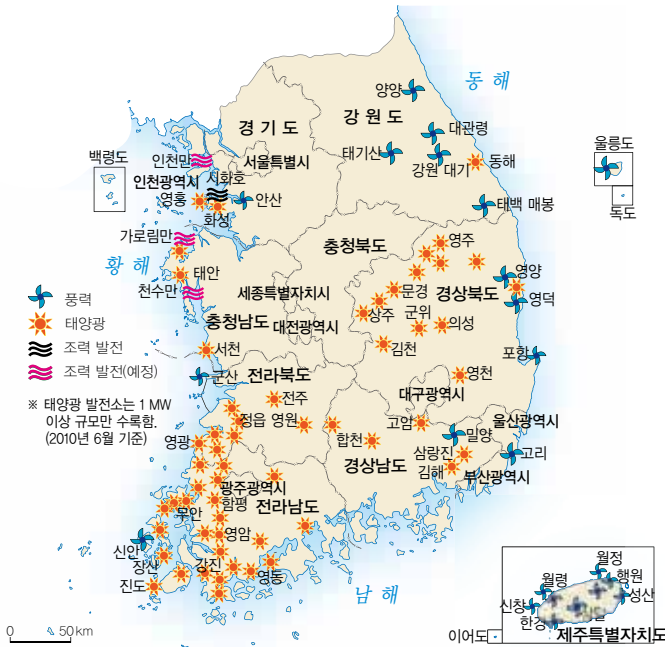 동 해
양양
강 원 도
대관령
경 기 도
울릉도
태기산
강원 대기
동해
백령도
인천만
서울특별시
시화호
인천광역시
영흥
안산
화성
독도
태백 매봉
가로림만
충청북도
영주
황 해
태안
영양
천수만
세종특별자치시
문경
경상북도
영덕
풍력
태양광
충청남도
대전광역시
상주
군위
의성
조력 발전
서천
김천
포항
조력 발전(예정)
군산
전라북도
대구광역시
영천
※ 태양광 발전소는 1 MW
이상 규모만 수록함.
(2010년 6월 기준)
전주
정읍
영원
고암
울산광역시
영광
합천
밀양
경상남도
삼랑진
고리
김해
부산광역시
광주광역시
함평
무안
전라남도
신안
영암
장산
강진
영동
진도
남 해
월정
월령
행원
신창
성산
한경
이어도
제주특별자치도
0 50 km